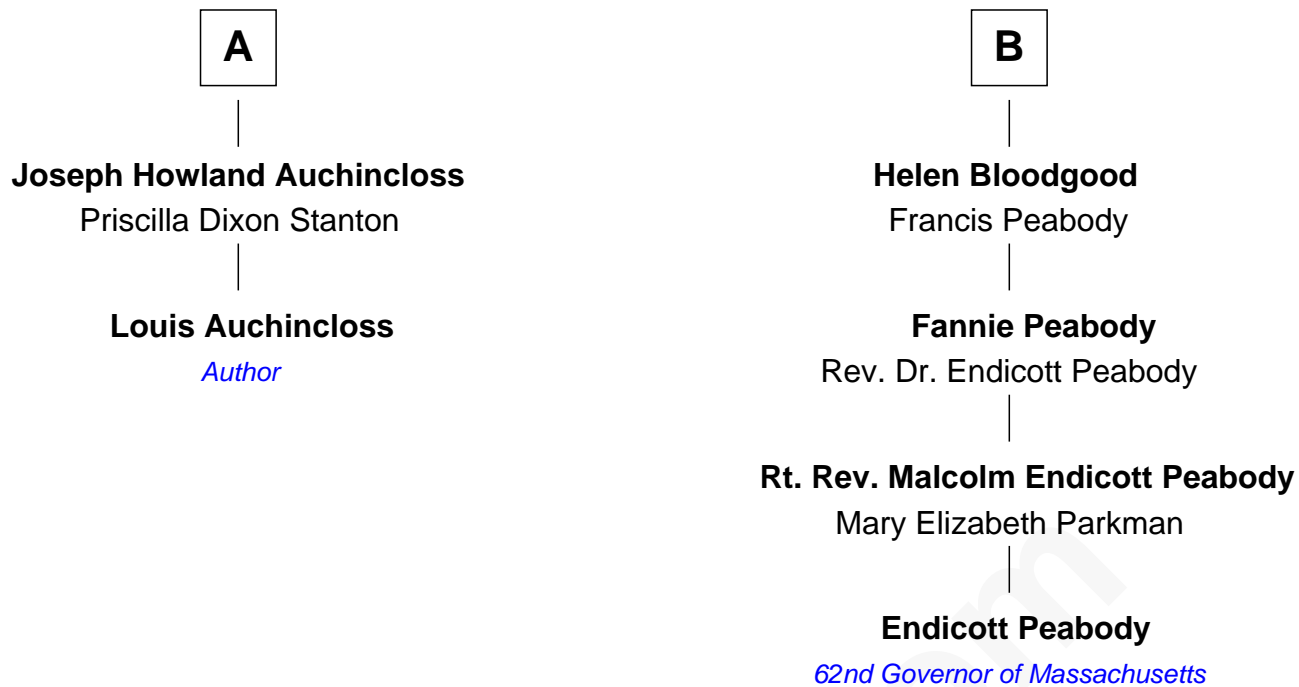 A
Joseph Howland Auchincloss
Priscilla Dixon Stanton
Louis Auchincloss
Author
B
Helen Bloodgood
Francis Peabody
Fannie Peabody
Rev. Dr. Endicott Peabody
Rt. Rev. Malcolm Endicott Peabody
Mary Elizabeth Parkman
Endicott Peabody
62nd Governor of Massachusetts